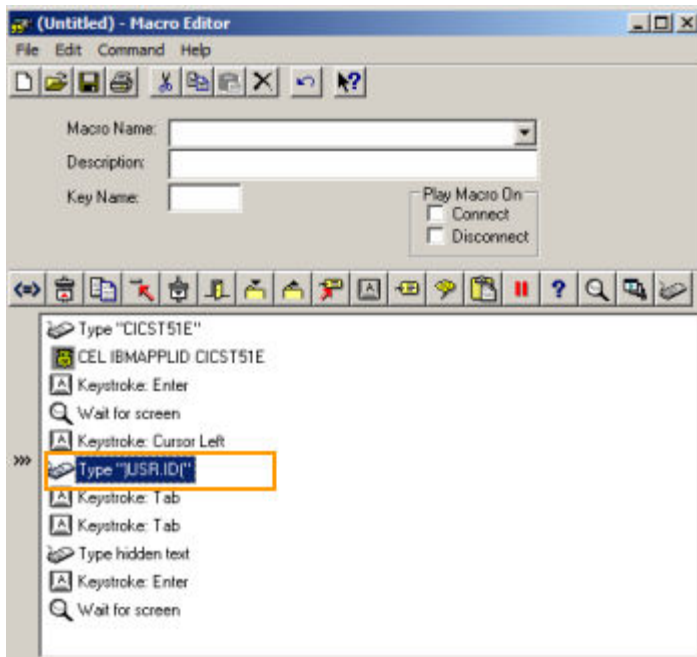 (Untitled) - Macro Editor
File Edit Command Help
Macro Name:
Description:
Key Name:
Play Macro On
Connect
Disconnect
Type "CICST51E"
CEL IBMAPPLID CICST51E
Keystroke: Enter
Wait for screen
Keystroke: Cursor Left
Type ")USR.ID("
Keystroke: Tab
Keystroke: Tab
Type hidden text
Keystroke: Enter
Wait for screen